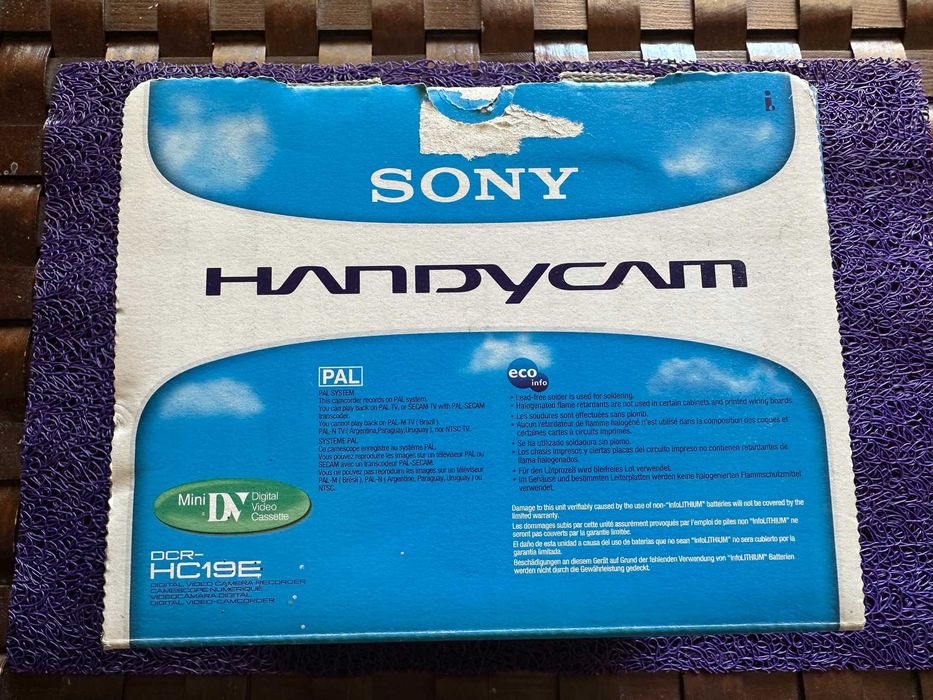 SONY
HANDYCAM
PAL
PAL SYSTEM
This camcorder records on PAL system.
You can play back on PAL TV, or SECAM-TV with PAL-SECAM
transcoder.
You cannot play back on PAL-M TV ( Brazil ),
PAL-N TV ( Argentina,Paraguay,Uruguay ), nor NTSC TV.
SYSTÈME PAL
Ce camescope enregistre au système PAL.
Vous pouvez reproduire les images sur un téléviseur PAL ou
SECAM avec un transcodeur PAL-SECAM.
Vous ne pouvez pas reproduire les images sur un téléviseur
PAL-M ( Brésil ), PAL-N ( Argentine, Paraguay, Uruguay ) ou
NTSC.
eco
info
• Lead-free solder is used for soldering.
• Halogenated flame retardants are not used in certain cabinets and printed wiring boards.
• Les soudures sont effectuées sans plomb.
• Aucun retardateur de flamme halogéné n'est utilisé dans la composition des coques et
certaines cartes à circuits imprimés.
• Se ha utilizado soldadura sin plomo.
• Los chasis impresos y ciertas placas del circuito impreso no contienen retardantes de
llama halogenados.
• Für den Lötprozeß wird bleifreies Lot verwendet.
• Im Gehäuse und bestimmten Leiterplatten werden keine halogenierten Flammschutzmittel
verwendet.
Damage to this unit verifiably caused by the use of non-"InfoLITHIUM" batteries will not be covered by the
limited warranty.
Les dommages subis par cette unité assurément provoqués par l'emploi de piles non "InfoLITHIUM" ne
seront pas couverts par la garantie limitée.
El daño de esta unidad a causa del uso de baterías que no sean "InfoLITHIUM" no sera cubierto por la
garantía limitada.
Beschädigungen an diesem Gerät auf Grund der fehlenden Verwendung von "InfoLITHIUM" Batterien
werden nicht durch die Gewährleistung gedeckt.
Mini DV Digital
Video
Cassette
DCR-
HC19E
DIGITAL VIDEO CAMERA RECORDER
CAMESCOPE NUMERIQUE
VIDEOCAMARA DIGITAL
DIGITAL VIDEO-CAMCORDER